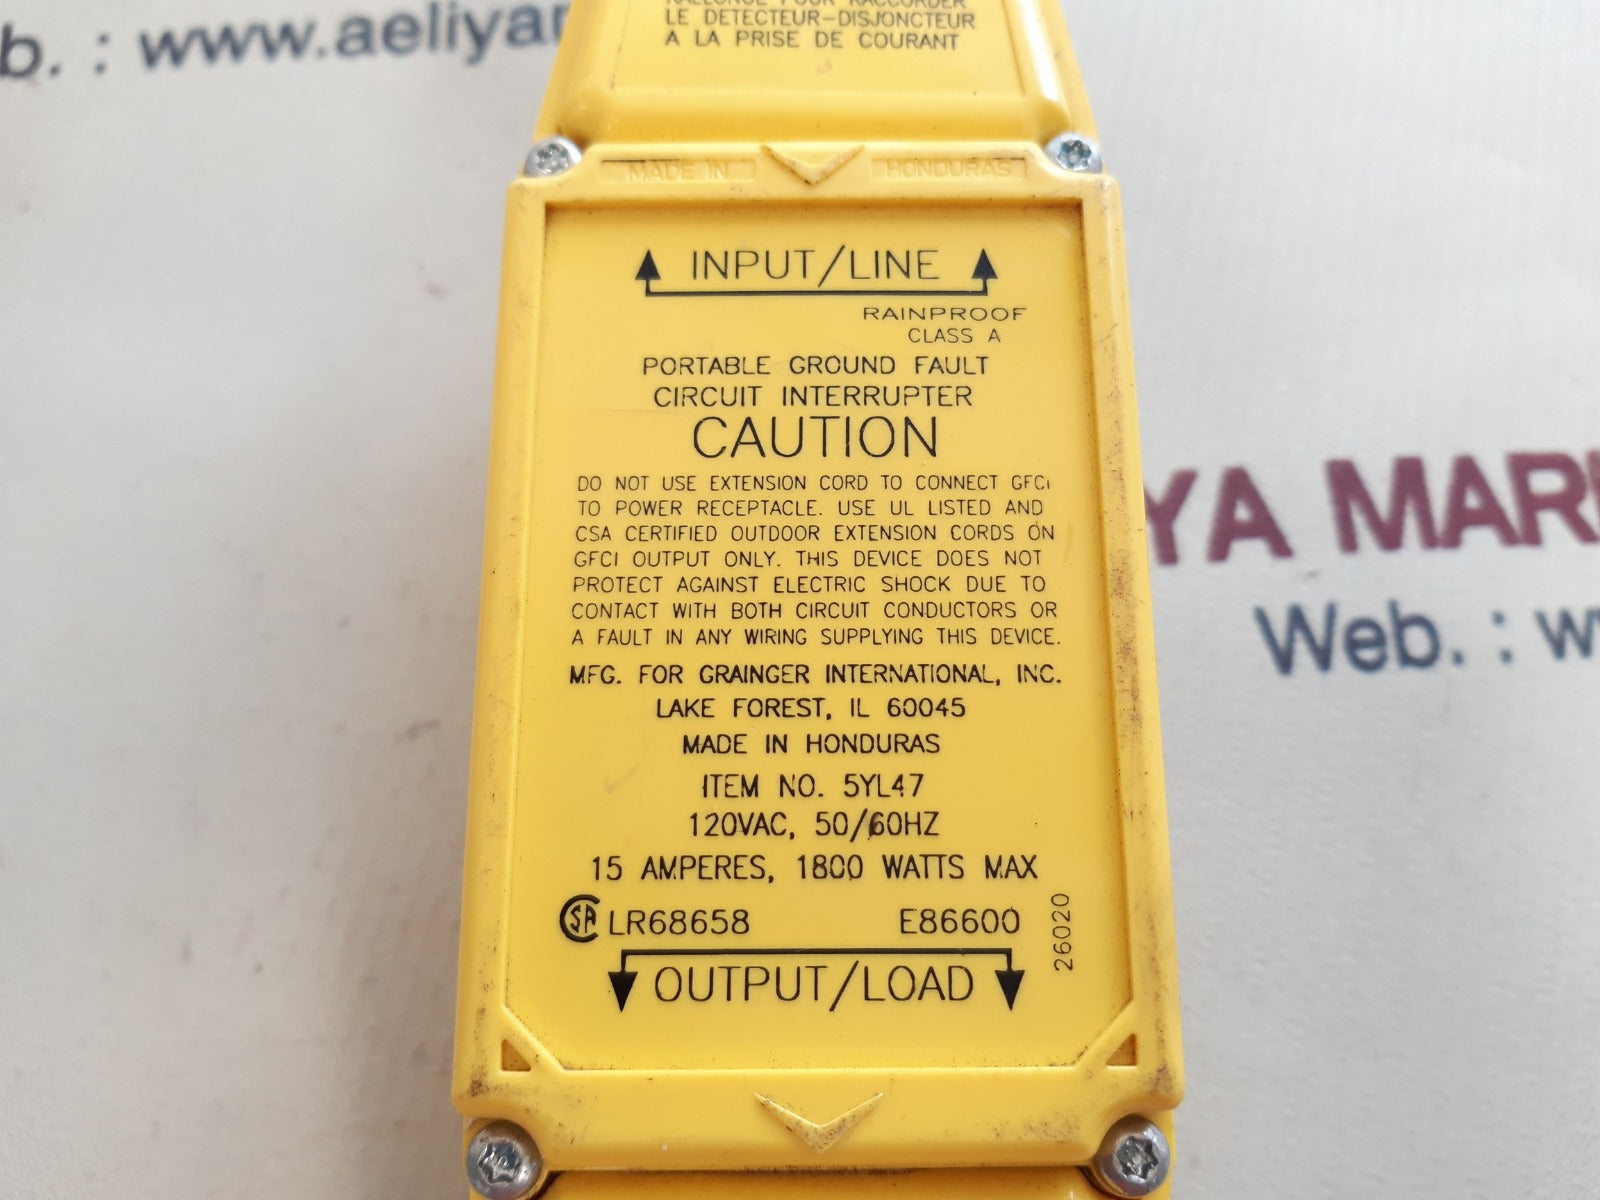 RALLONGE POUR RACCORDER
LE DETECTEUR-DISJONCTEUR
A LA PRISE DE COURANT
b. : www.aeliya
MADE IN HONDURAS
INPUT/LINE
RAINPROOF
CLASS A
PORTABLE GROUND FAULT
CIRCUIT INTERRUPTER
CAUTION
DO NOT USE EXTENSION CORD TO CONNECT GFCI
TO POWER RECEPTACLE. USE UL LISTED AND
CSA CERTIFIED OUTDOOR EXTENSION CORDS ON
GFCI OUTPUT ONLY. THIS DEVICE DOES NOT
PROTECT AGAINST ELECTRIC SHOCK DUE TO
CONTACT WITH BOTH CIRCUIT CONDUCTORS OR
A FAULT IN ANY WIRING SUPPLYING THIS DEVICE.
MFG. FOR GRAINGER INTERNATIONAL, INC.
LAKE FOREST, IL 60045
MADE IN HONDURAS
ITEM NO. 5YL47
120VAC, 50/60HZ
15 AMPERES, 1800 WATTS MAX
SA LR68658 E86600
26020
OUTPUT/LOAD
YA MAR
Web. : w